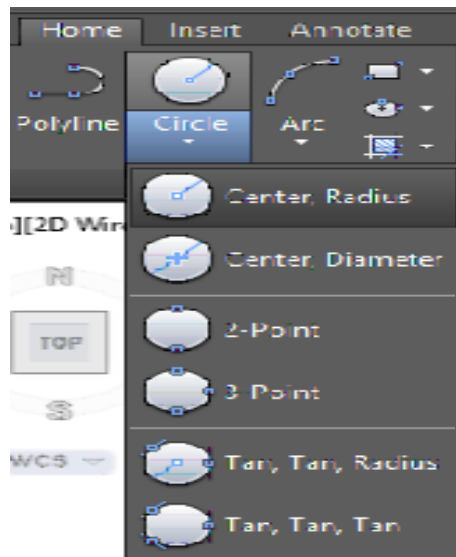 Home Insert Annotate
Polyline Circle Arc
Center, Radius
][2D Wir
Center, Diameter
N
2-Point
TOP
3-Point
S
WCS
Tan, Tan, Radius
Tan, Tan, Tan